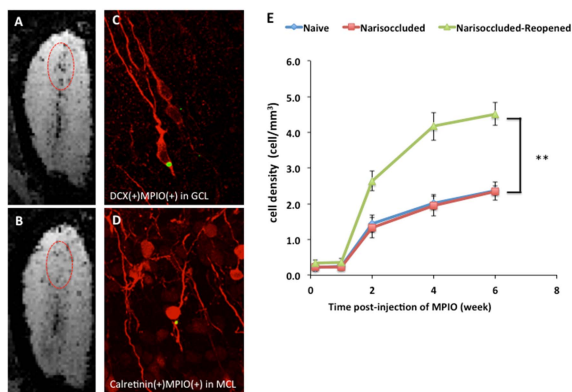 A
C
DCX(+)MPIO(+) in GCL
B
D
Calretinin(+)MPIO(+) in MCL
E
Naive Narisoccluded Narisoccluded-Reopened
cell density (cell/mm³)
6.0
5.0
4.0
3.0
2.0
1.0
0.0
**
0 2 4 6 8
Time post-injection of MPIO (week)